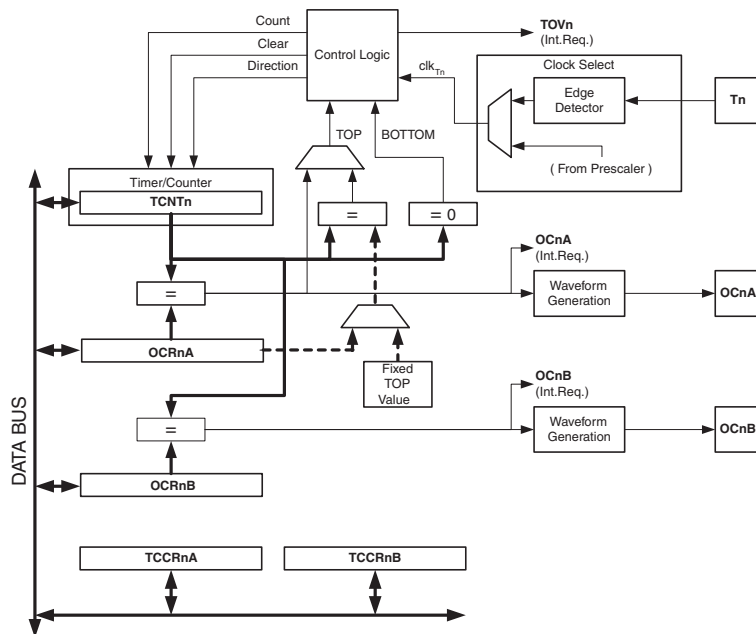 Count
Clear
Direction
Control Logic
TOVn
(Int.Req.)
clkTn
Clock Select
Edge
Detector
Tn
( From Prescaler )
TOP
BOTTOM
Timer/Counter
TCNTn
=
= 0
OCnA
(Int.Req.)
=
Waveform
Generation
OCnA
OCRnA
Fixed
TOP
Value
OCnB
(Int.Req.)
=
Waveform
Generation
OCnB
OCRnB
DATA BUS
TCCRnA
TCCRnB